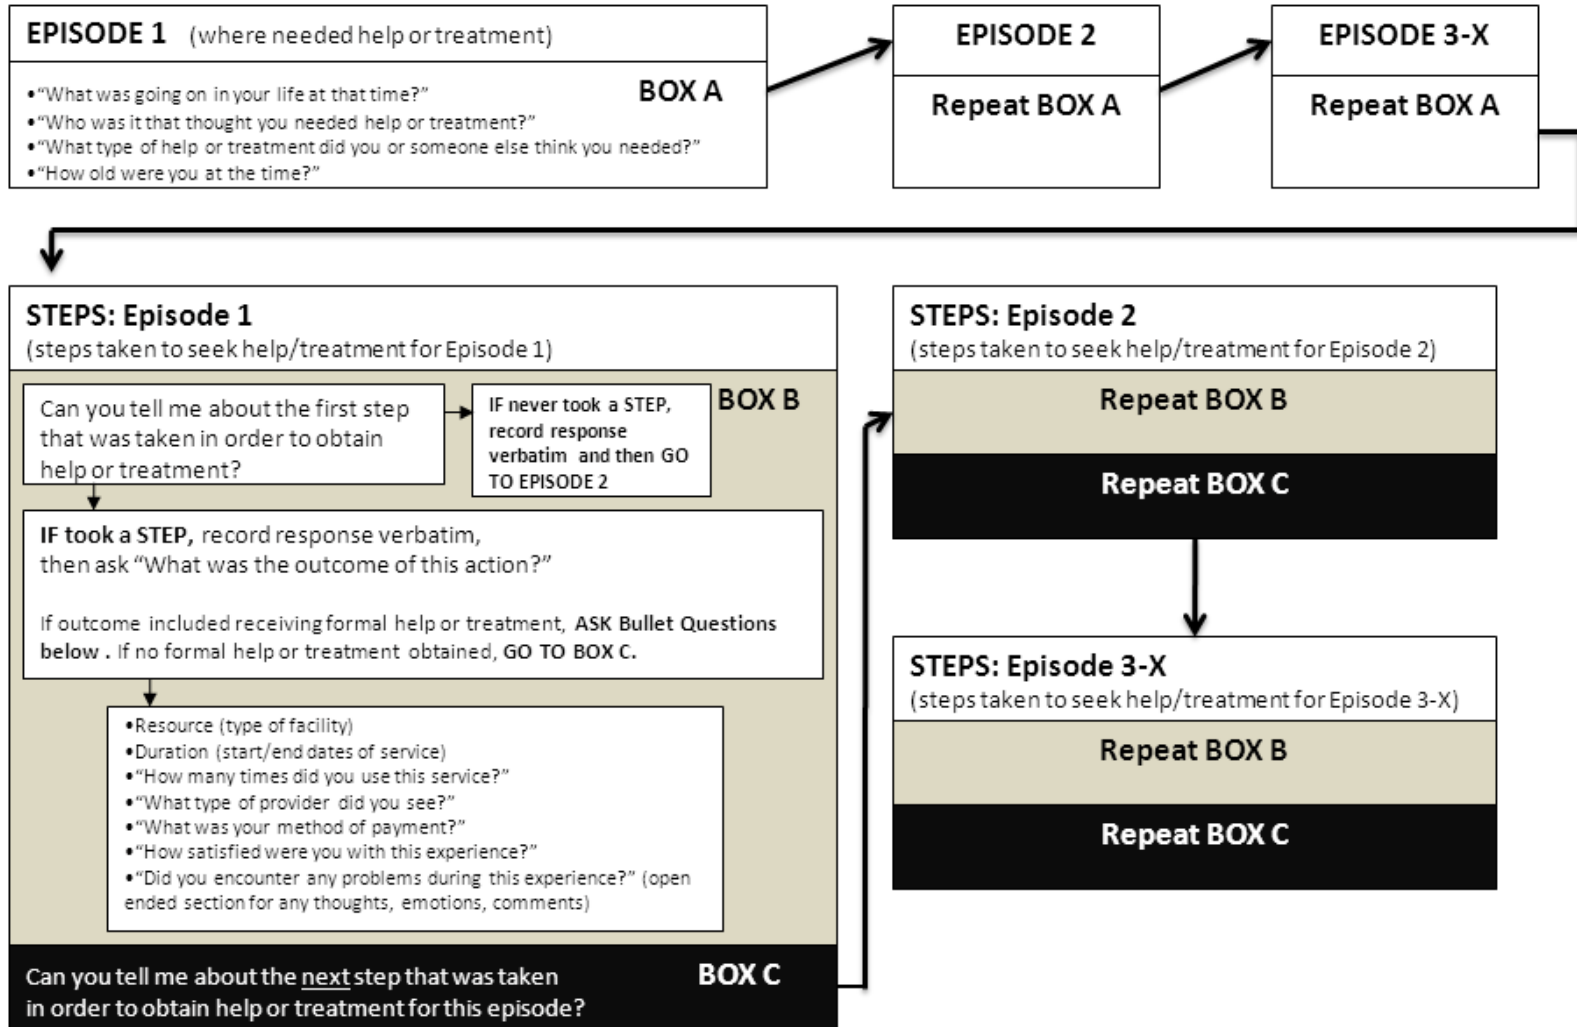 EPISODE 1 (where needed help or treatment)
BOX A
•“What was going on in your life at that time?”
•“Who was it that thought you needed help or treatment?”
•“What type of help or treatment did you or someone else think you needed?”
•“How old were you at the time?”
EPISODE 2
Repeat BOX A
EPISODE 3-X
Repeat BOX A
STEPS: Episode 1
(steps taken to seek help/treatment for Episode 1)
BOX B
Can you tell me about the first step
that was taken in order to obtain
help or treatment?
IF never took a STEP,
record response
verbatim and then GO
TO EPISODE 2
IF took a STEP, record response verbatim,
then ask “What was the outcome of this action?”
If outcome included receiving formal help or treatment, ASK Bullet Questions
below . If no formal help or treatment obtained, GO TO BOX C.
•Resource (type of facility)
•Duration (start/end dates of service)
•“How many times did you use this service?”
•“What type of provider did you see?”
•“What was your method of payment?”
•“How satisfied were you with this experience?”
•“Did you encounter any problems during this experience?” (open
ended section for any thoughts, emotions, comments)
Can you tell me about the next step that was taken
in order to obtain help or treatment for this episode?
BOX C
STEPS: Episode 2
(steps taken to seek help/treatment for Episode 2)
Repeat BOX B
Repeat BOX C
STEPS: Episode 3-X
(steps taken to seek help/treatment for Episode 3-X)
Repeat BOX B
Repeat BOX C